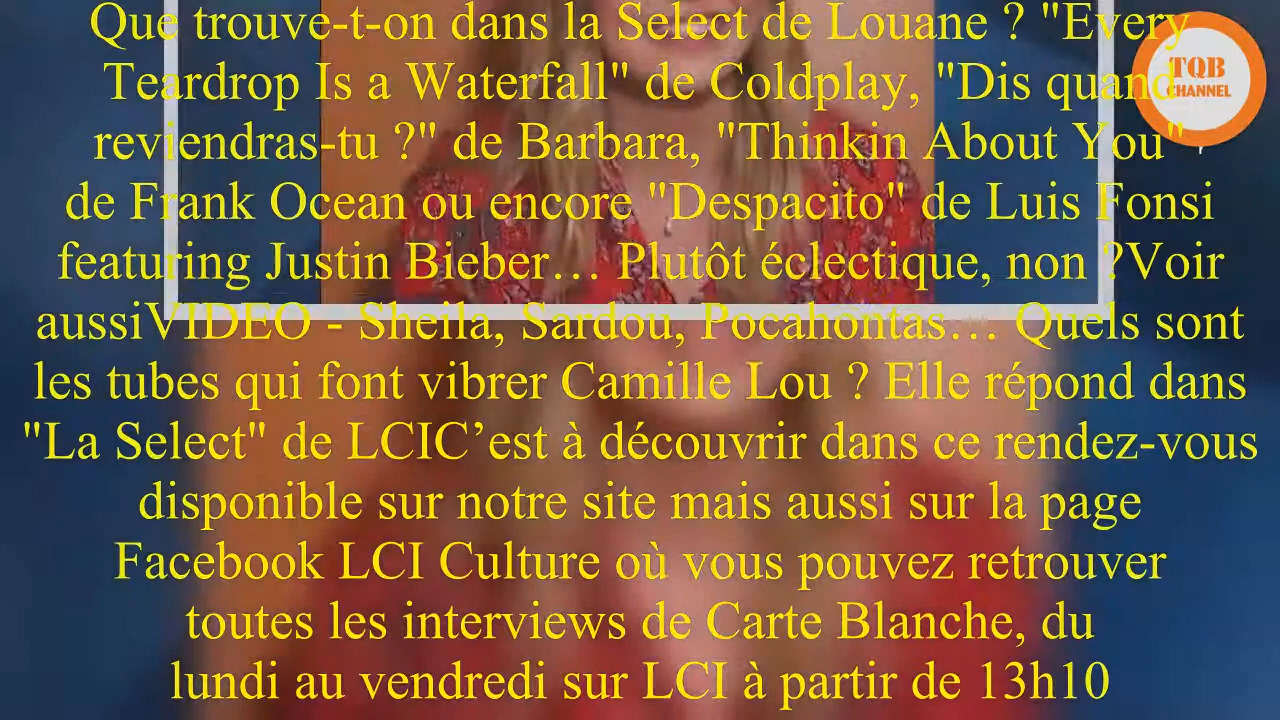 Que trouve-t-on dans la Select de Louane ? "Every
Teardrop Is a Waterfall" de Coldplay, "Dis quand
reviendras-tu ?" de Barbara, "Thinkin About You"
de Frank Ocean ou encore "Despacito" de Luis Fonsi
featuring Justin Bieber… Plutôt éclectique, non ?Voir
aussiVIDEO - Sheila, Sardou, Pocahontas… Quels sont
les tubes qui font vibrer Camille Lou ? Elle répond dans
"La Select" de LCIC’est à découvrir dans ce rendez-vous
disponible sur notre site mais aussi sur la page
Facebook LCI Culture où vous pouvez retrouver
toutes les interviews de Carte Blanche, du
lundi au vendredi sur LCI à partir de 13h10
TQB
CHANNEL